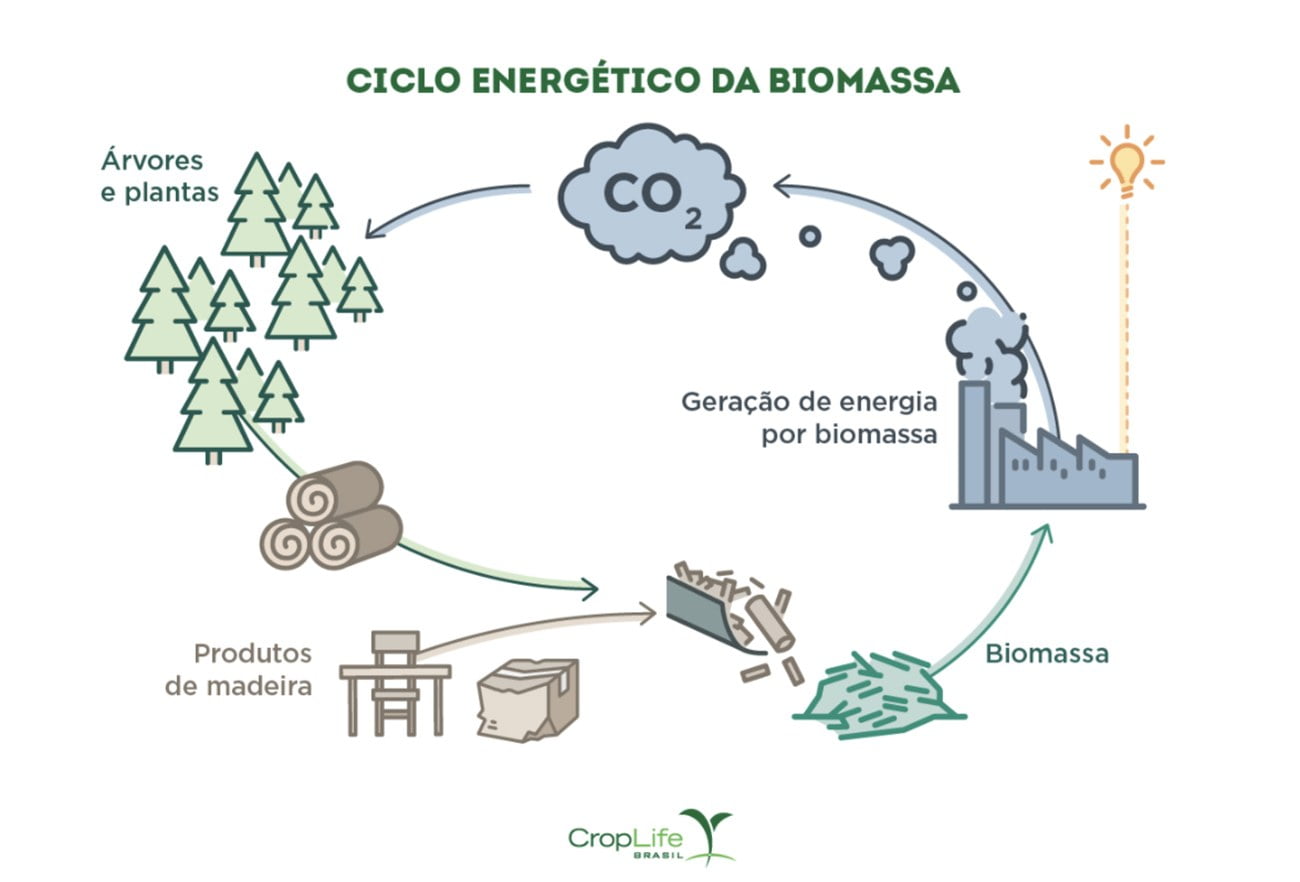 CICLO ENERGÉTICO DA BIOMASSA
Árvores
e plantas
CO2
Geração de energia
por biomassa
Produtos
de madeira
Biomassa
CropLife
BRASIL